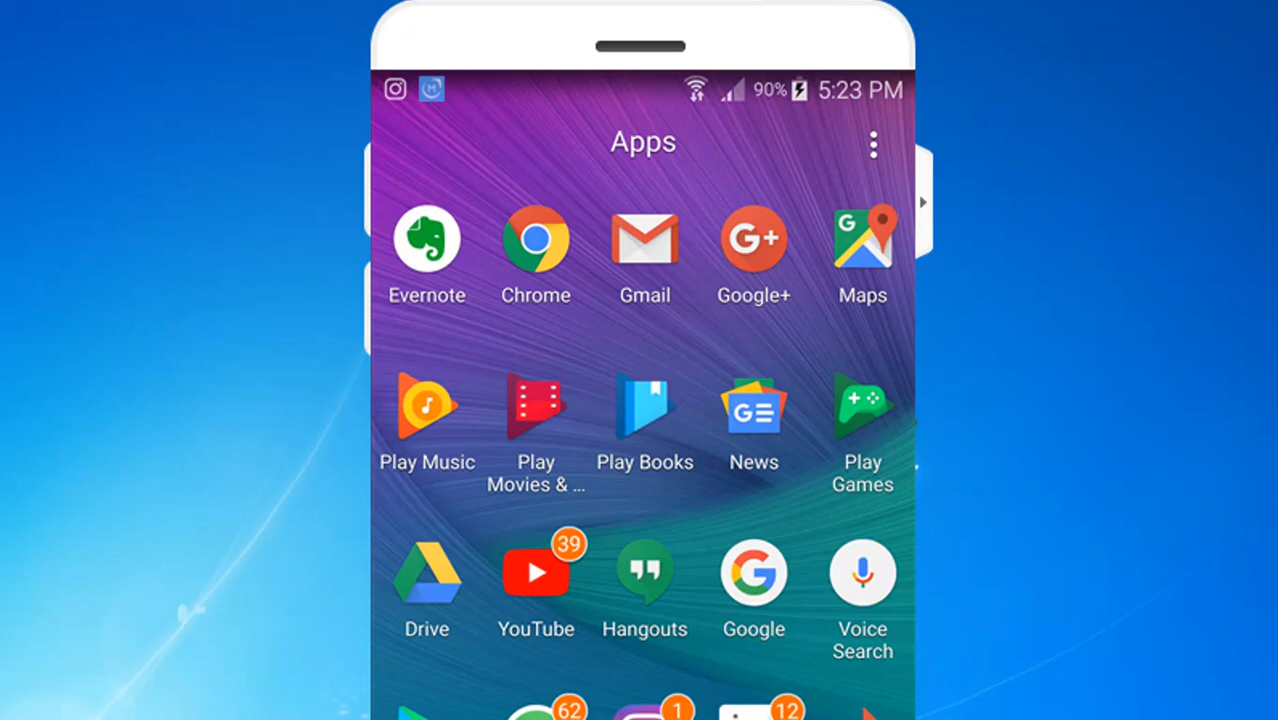 90% 5:23 PM
Apps
Evernote Chrome Gmail Google+ Maps
Play Music Play Movies & ... Play Books News Play Games
39
Drive YouTube Hangouts Google Voice Search
62 1 12